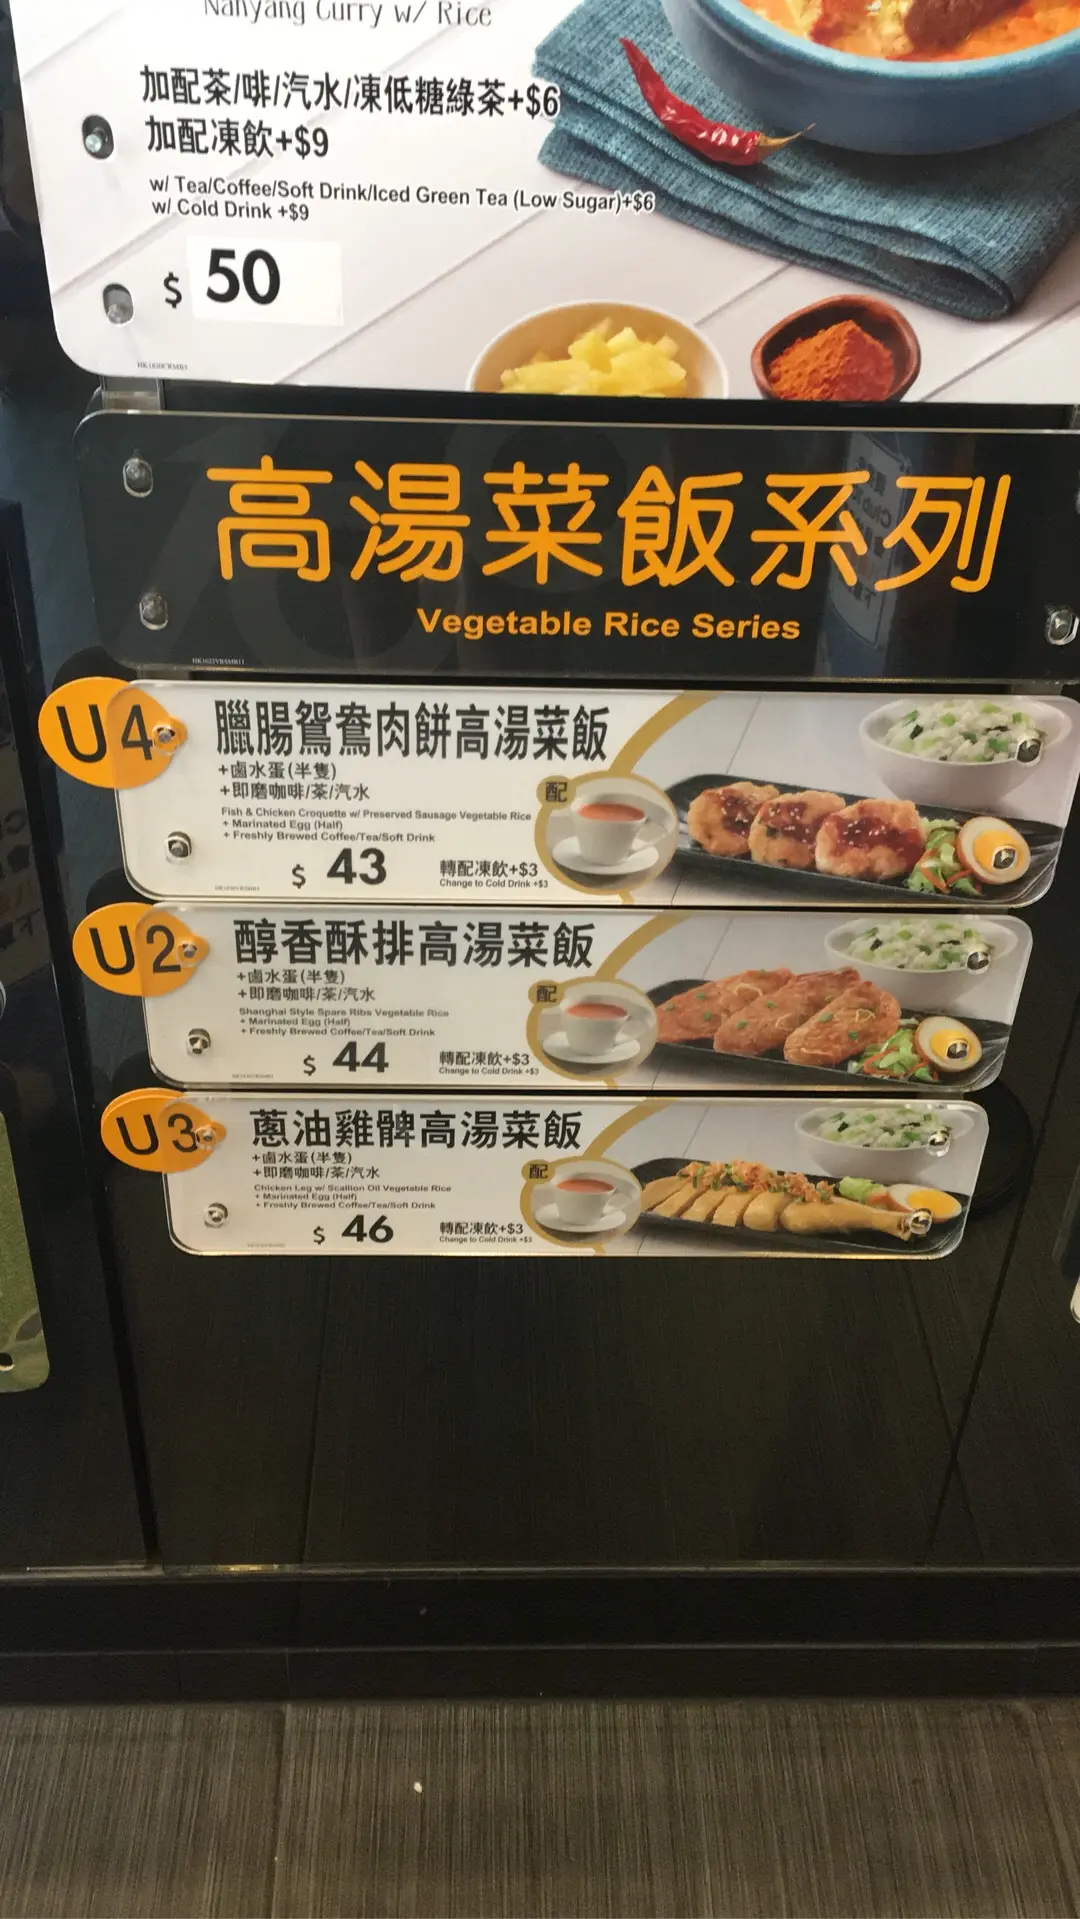 Nanyang Curry w/ Rice
加配茶/啡/汽水/凍低糖綠茶+$6
加配凍飲+$9
w/ Tea/Coffee/Soft Drink/Iced Green Tea (Low Sugar)+$6
w/ Cold Drink +$9
$ 50
高湯菜飯系列
Vegetable Rice Series
U4
臘腸鴛鴦肉餅高湯菜飯
+鹵水蛋(半隻)
+即磨咖啡/茶/汽水
Fish & Chicken Croquette w/ Preserved Sausage Vegetable Rice
+ Marinated Egg (Half)
+ Freshly Brewed Coffee/Tea/Soft Drink
$ 43
轉配凍飲+$3
Change to Cold Drink +$3
配
U2
醇香酥排高湯菜飯
+鹵水蛋(半隻)
+即磨咖啡/茶/汽水
Shanghai Style Spare Ribs Vegetable Rice
+ Marinated Egg (Half)
+ Freshly Brewed Coffee/Tea/Soft Drink
$ 44
轉配凍飲+$3
Change to Cold Drink +$3
配
U3
蔥油雞髀高湯菜飯
+鹵水蛋(半隻)
+即磨咖啡/茶/汽水
Chicken Leg w/ Scallion Oil Vegetable Rice
+ Marinated Egg (Half)
+ Freshly Brewed Coffee/Tea/Soft Drink
$ 46
轉配凍飲+$3
Change to Cold Drink +$3
配